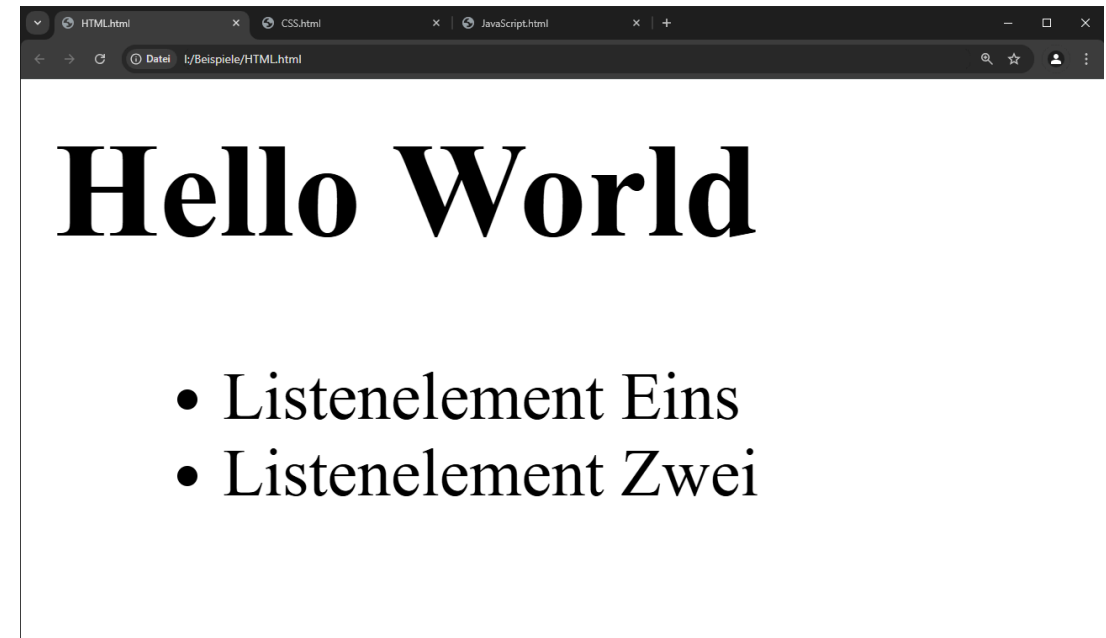 HTML.html
CSS.html
JavaScript.html
Datei I:/Beispiele/HTML.html
Hello World
Listenelement Eins
Listenelement Zwei